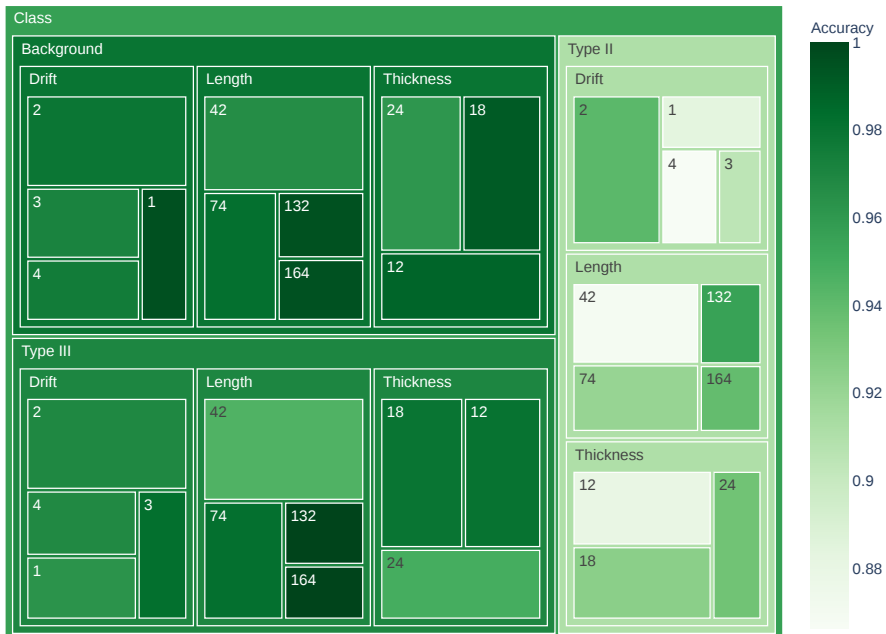 Class
Background
Drift
2
3
1
4
Length
42
74
132
164
Thickness
24
18
12
Type II
Drift
2
1
4
3
Length
42
132
74
164
Thickness
12
24
18
Type III
Drift
2
4
3
1
Length
42
74
132
164
Thickness
18
12
24
Accuracy
1
0.98
0.96
0.94
0.92
0.9
0.88